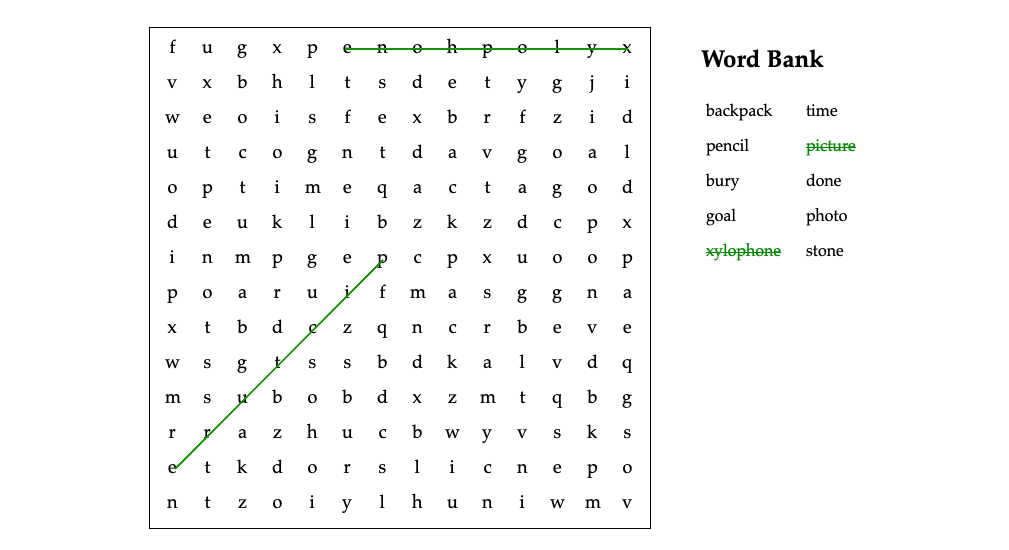 f u g x p e n o h p o l y x
v x b h l t s d e t y g j i
w e o i s f e x b r f z i d
u t c o g n t d a v g o a l
o p t i m e q a c t a g o d
d e u k l i b z k z d c p x
i n m p g e p c p x u o o p
p o a r u i f m a s g g n a
x t b d c z q n c r b e v e
w s g t s s b d k a l v d q
m s u b o b d x z m t q b g
r r a z h u c b w y v s k s
e t k d o r s l i c n e p o
n t z o i y l h u n i w m v
Word Bank
backpack time
pencil picture
bury done
goal photo
xylophone stone